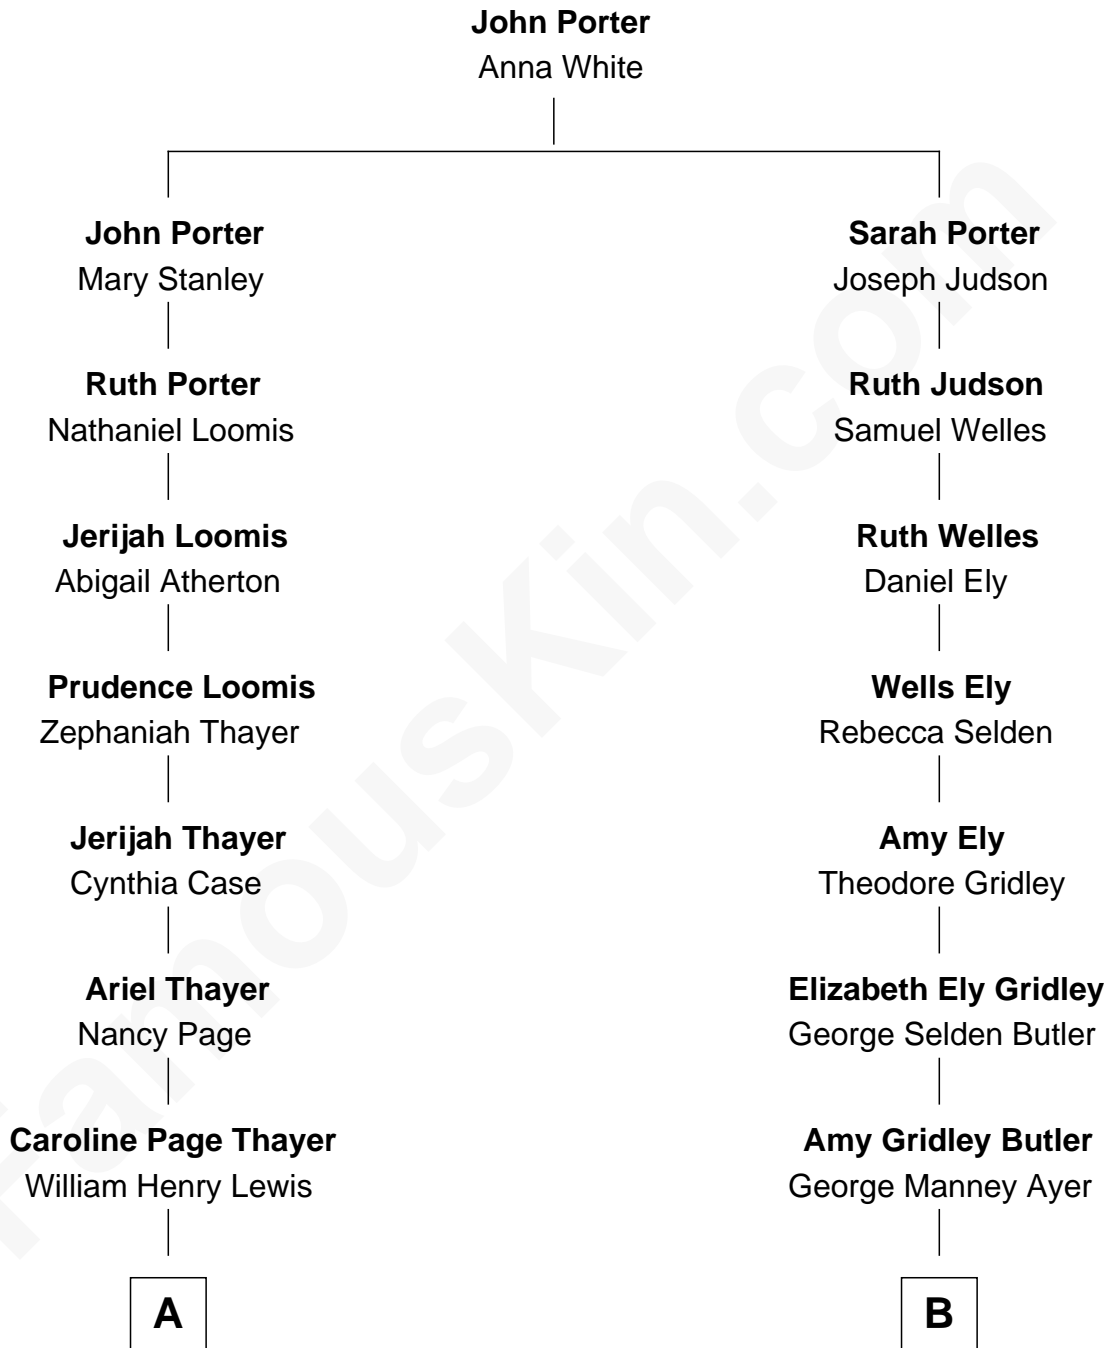 John Porter
Anna White
John Porter
Mary Stanley
Sarah Porter
Joseph Judson
Ruth Porter
Nathaniel Loomis
Ruth Judson
Samuel Welles
Jerijah Loomis
Abigail Atherton
Ruth Welles
Daniel Ely
Prudence Loomis
Zephaniah Thayer
Wells Ely
Rebecca Selden
Jerijah Thayer
Cynthia Case
Amy Ely
Theodore Gridley
Ariel Thayer
Nancy Page
Elizabeth Ely Gridley
George Selden Butler
Caroline Page Thayer
William Henry Lewis
Amy Gridley Butler
George Manney Ayer
A
B
FamousKin.com